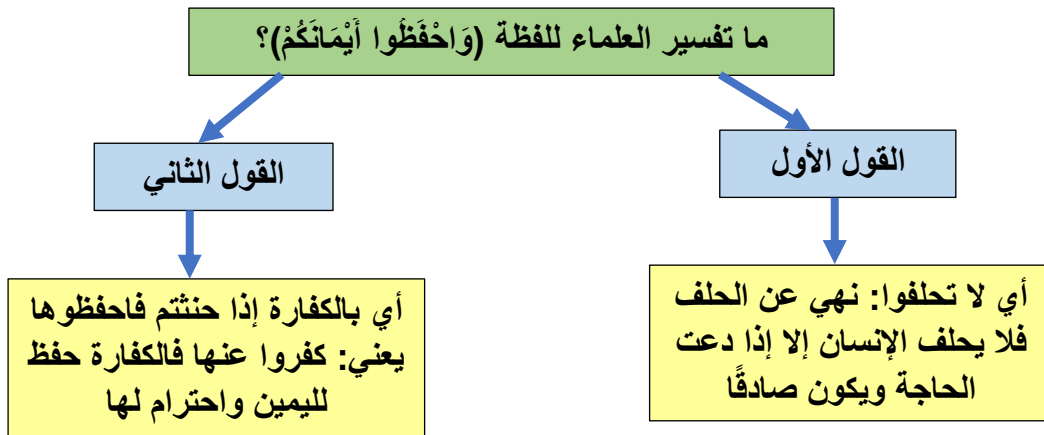 ما تفسير العلماء للفظة (وَاحْفَظُوا أَيْمَانَكُمْ)؟
القول الأول
أي لا تحلفوا: نهي عن الحلف
فلا يحلف الإنسان إلا إذا دعت
الحاجة ويكون صادقًا
القول الثاني
أي بالكفارة إذا حنثتم فاحفظوها
يعني: كفروا عنها فالكفارة حفظ
لليمين واحترام لها